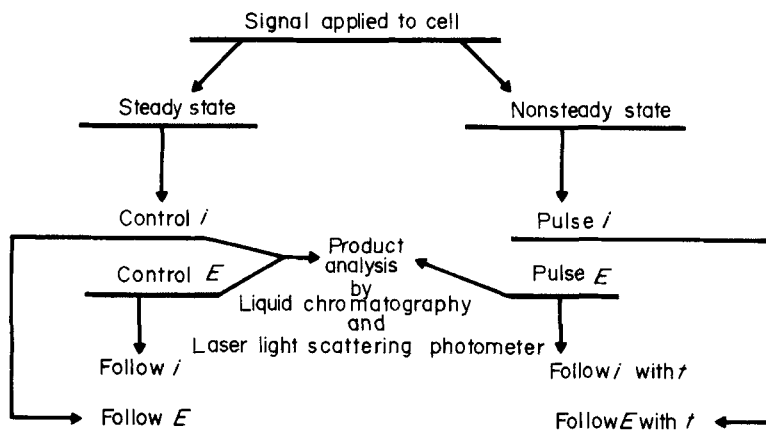 Signal applied to cell
Steady state
Nonsteady state
Control i
Pulse i
Product
analysis
by
Liquid chromatography
and
Laser light scattering photometer
Control E
Pulse E
Follow i
Follow i with t
Follow E
Follow E with t